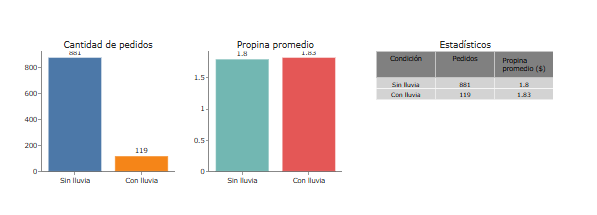 Cantidad de pedidos
881
119
800
600
400
200
0
Sin lluvia
Con lluvia
Propina promedio
1.8
1.83
1.5
1
0.5
0
Sin lluvia
Con lluvia
Estadísticos
Condición Pedidos Propina
promedio ($)
Sin lluvia 881 1.8
Con lluvia 119 1.83